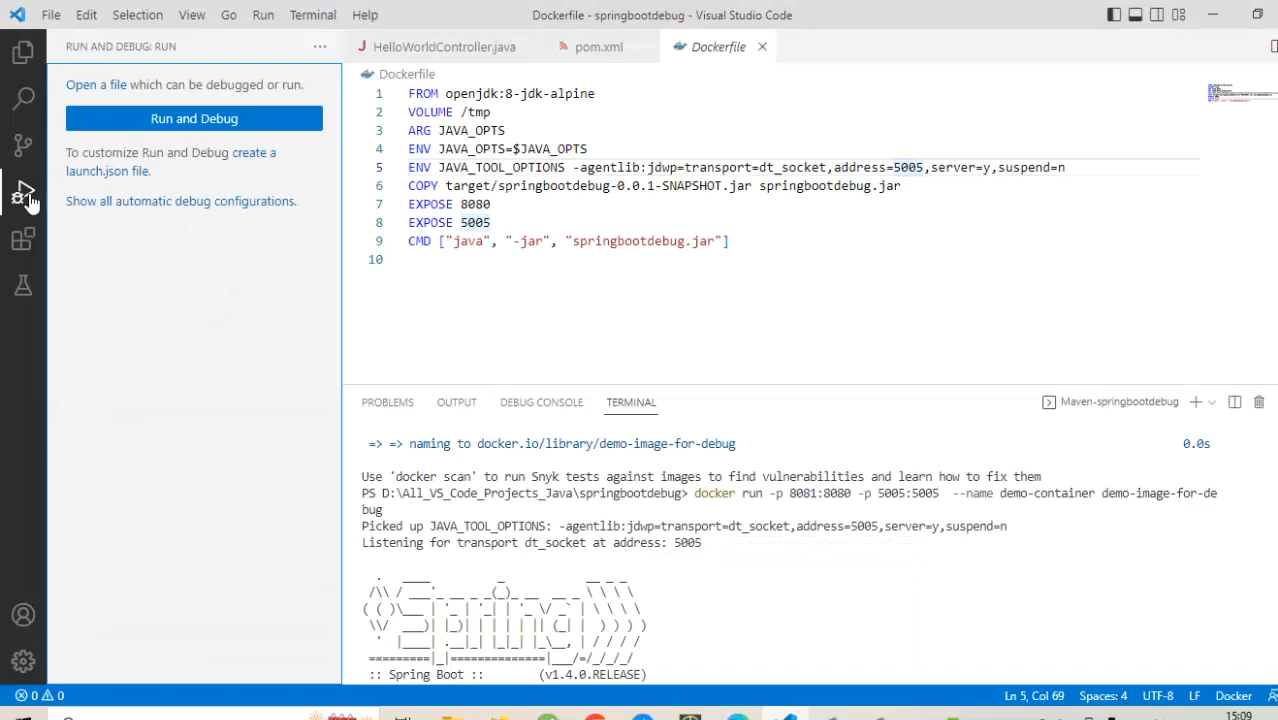 File Edit Selection View Go Run Terminal Help
Dockerfile - springbootdebug - Visual Studio Code
RUN AND DEBUG: RUN
Open a file which can be debugged or run.
Run and Debug
To customize Run and Debug create a
launch.json file.
Show all automatic debug configurations.
J HelloWorldController.java
pom.xml
Dockerfile
Dockerfile
1 FROM openjdk:8-jdk-alpine
2 VOLUME /tmp
3 ARG JAVA_OPTS
4 ENV JAVA_OPTS=$JAVA_OPTS
5 ENV JAVA_TOOL_OPTIONS -agentlib:jdwp=transport=dt_socket,address=5005,server=y,suspend=n
6 COPY target/springbootdebug-0.0.1-SNAPSHOT.jar springbootdebug.jar
7 EXPOSE 8080
8 EXPOSE 5005
9 CMD ["java", "-jar", "springbootdebug.jar"]
10
PROBLEMS OUTPUT DEBUG CONSOLE TERMINAL
Maven-springbootdebug
=> => naming to docker.io/library/demo-image-for-debug 0.0s
Use 'docker scan' to run Snyk tests against images to find vulnerabilities and learn how to fix them
PS D:\All_VS_Code_Projects_Java\springbootdebug> docker run -p 8081:8080 -p 5005:5005 --name demo-container demo-image-for-de
bug
Picked up JAVA_TOOL_OPTIONS: -agentlib:jdwp=transport=dt_socket,address=5005,server=y,suspend=n
Listening for transport dt_socket at address: 5005
:: Spring Boot :: (v1.4.0.RELEASE)
0 0
Ln 5, Col 69 Spaces: 4 UTF-8 LF Docker
15:09